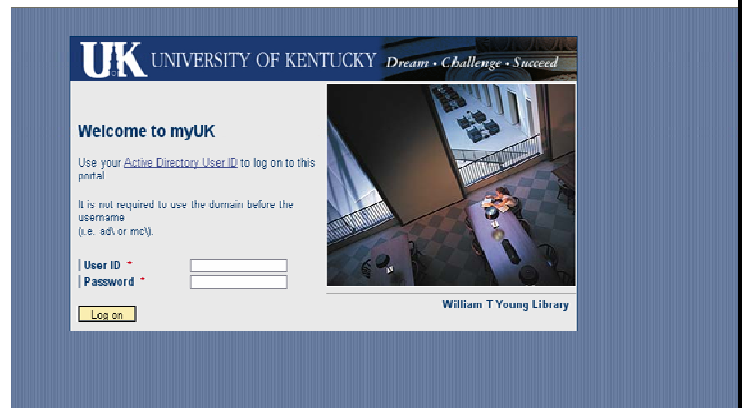 UK UNIVERSITY OF KENTUCKY Dream • Challenge • Succeed
Welcome to myUK
Use your Active Directory User ID to log on to this
portal
It is not required to use the domain before the
username
(i.e. ad\ or mc\).
User ID *
Password *
Log on
William T Young Library